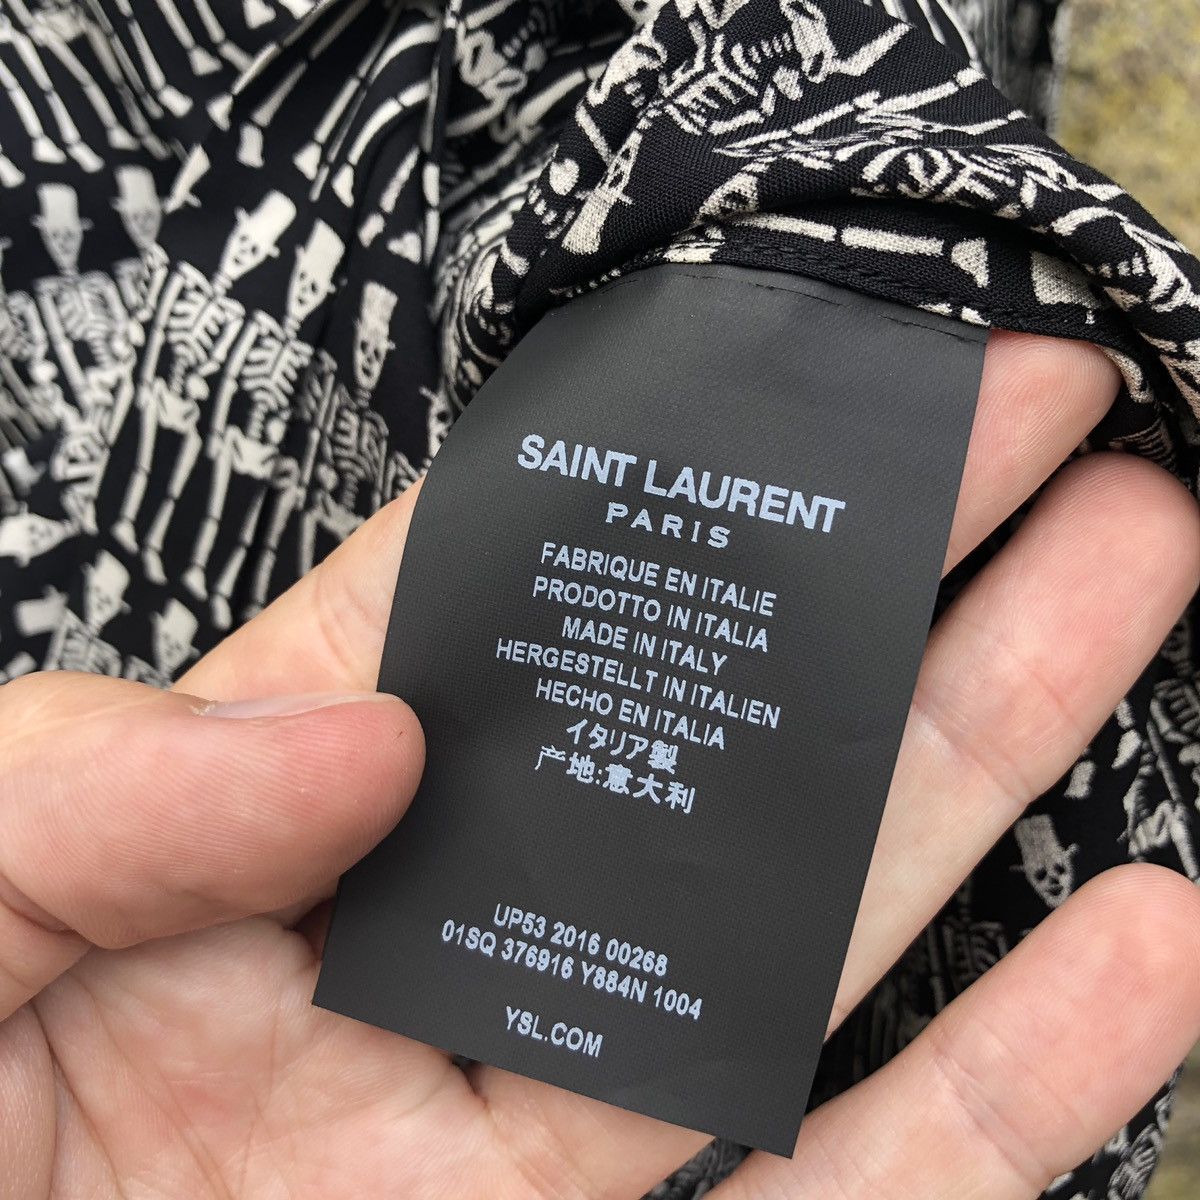 SAINT LAURENT
PARIS
FABRIQUE EN ITALIE
PRODOTTO IN ITALIA
MADE IN ITALY
HERGESTELLT IN ITALIEN
HECHO EN ITALIA
イタリア製
产地:意大利
UP53 2016 00268
01SQ 376916 Y884N 1004
YSL.COM